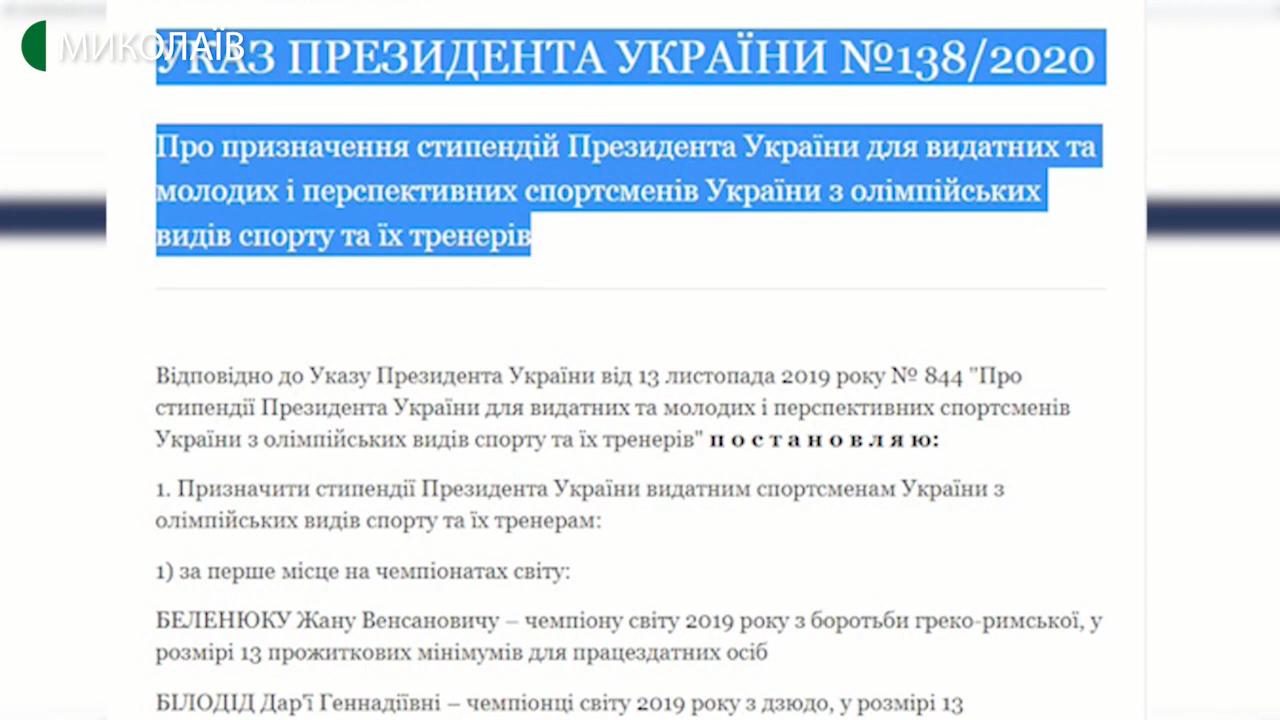 МИКОЛАЇВ
УКАЗ ПРЕЗИДЕНТА УКРАЇНИ №138/2020
Про призначення стипендій Президента України для видатних та
молодих і перспективних спортсменів України з олімпійських
видів спорту та їх тренерів
Відповідно до Указу Президента України від 13 листопада 2019 року № 844 "Про
стипендії Президента України для видатних та молодих і перспективних спортсменів
України з олімпійських видів спорту та їх тренерів" п о с т а н о в л я ю:
1. Призначити стипендії Президента України видатним спортсменам України з
олімпійських видів спорту та їх тренерам:
1) за перше місце на чемпіонатах світу:
БЕЛЕНЮКУ Жану Венсановичу – чемпіону світу 2019 року з боротьби греко-римської, у
розмірі 13 прожиткових мінімумів для працездатних осіб
БІЛОДІД Дар'ї Геннадіївні – чемпіонці світу 2019 року з дзюдо, у розмірі 13